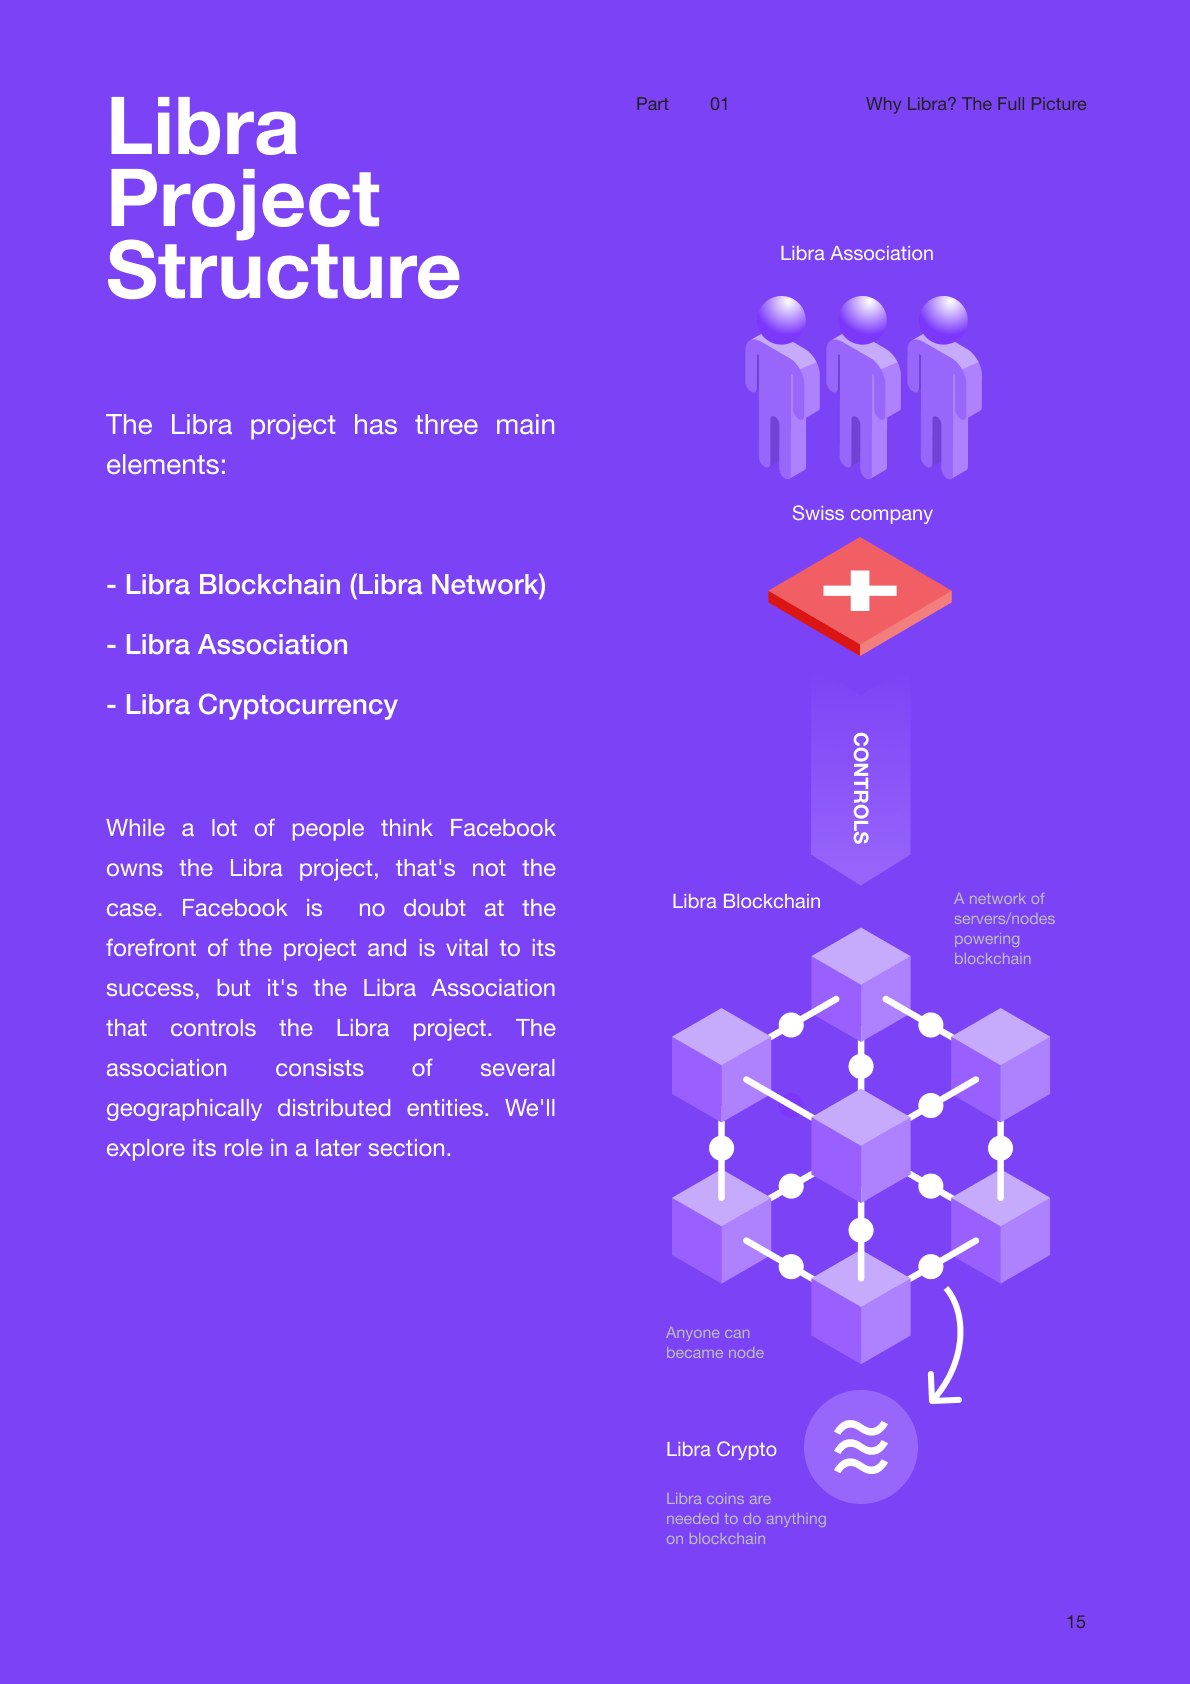 Libra
Project
Structure
Part 01 Why Libra? The Full Picture
The Libra project has three main
elements:
- Libra Blockchain (Libra Network)
- Libra Association
- Libra Cryptocurrency
While a lot of people think Facebook
owns the Libra project, that's not the
case. Facebook is no doubt at the
forefront of the project and is vital to its
success, but it's the Libra Association
that controls the Libra project. The
association consists of several
geographically distributed entities. We'll
explore its role in a later section.
Libra Association
Swiss company
CONTROLS
Libra Blockchain
A network of
servers/nodes
powering
blockchain
Anyone can
became node
Libra Crypto
Libra coins are
needed to do anything
on blockchain
15